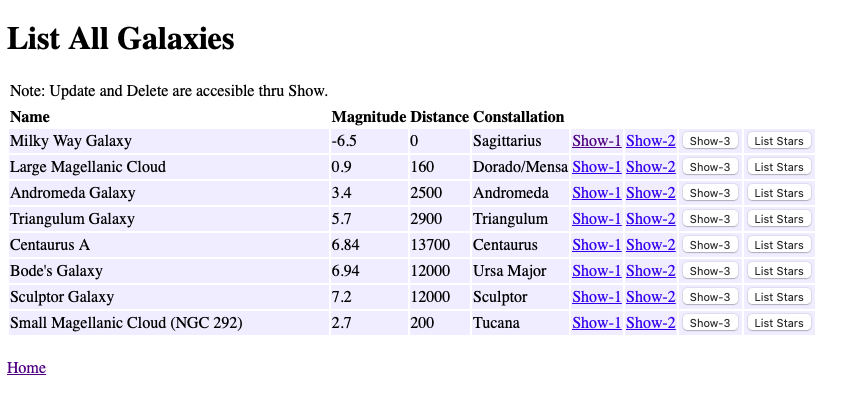 List All Galaxies
Note: Update and Delete are accesible thru Show.
Name Magnitude Distance Constallation
Milky Way Galaxy -6.5 0 Sagittarius Show-1 Show-2 Show-3 List Stars
Large Magellanic Cloud 0.9 160 Dorado/Mensa Show-1 Show-2 Show-3 List Stars
Andromeda Galaxy 3.4 2500 Andromeda Show-1 Show-2 Show-3 List Stars
Triangulum Galaxy 5.7 2900 Triangulum Show-1 Show-2 Show-3 List Stars
Centaurus A 6.84 13700 Centaurus Show-1 Show-2 Show-3 List Stars
Bode's Galaxy 6.94 12000 Ursa Major Show-1 Show-2 Show-3 List Stars
Sculptor Galaxy 7.2 12000 Sculptor Show-1 Show-2 Show-3 List Stars
Small Magellanic Cloud (NGC 292) 2.7 200 Tucana Show-1 Show-2 Show-3 List Stars
Home